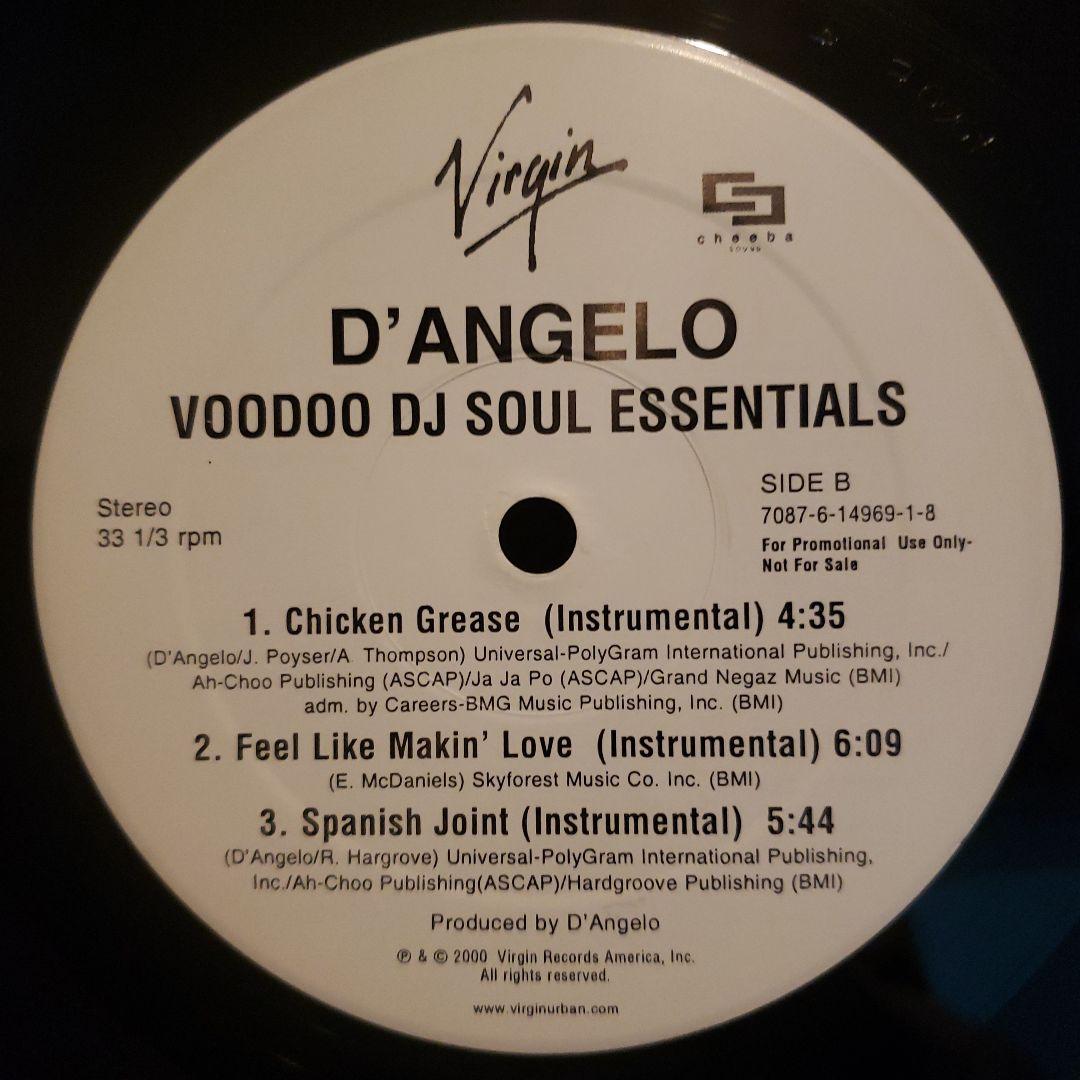 Virgin
cheeba
sound
D'ANGELO
VOODOO DJ SOUL ESSENTIALS
Stereo
33 1/3 rpm
SIDE B
7087-6-14969-1-8
For Promotional Use Only-
Not For Sale
1. Chicken Grease (Instrumental) 4:35
(D'Angelo/J. Poyser/A Thompson) Universal-PolyGram International Publishing, Inc./
Ah-Choo Publishing (ASCAP)/Ja Ja Po (ASCAP)/Grand Negaz Music (BMI)
adm. by Careers-BMG Music Publishing, Inc. (BMI)
2. Feel Like Makin' Love (Instrumental) 6:09
(E. McDaniels) Skyforest Music Co. Inc. (BMI)
3. Spanish Joint (Instrumental) 5:44
(D'Angelo/R. Hargrove) Universal-PolyGram International Publishing,
Inc./Ah-Choo Publishing(ASCAP)/Hardgroove Publishing (BMI)
Produced by D'Angelo
℗ & © 2000 Virgin Records America, Inc.
All rights reserved.
www.virginurban.com